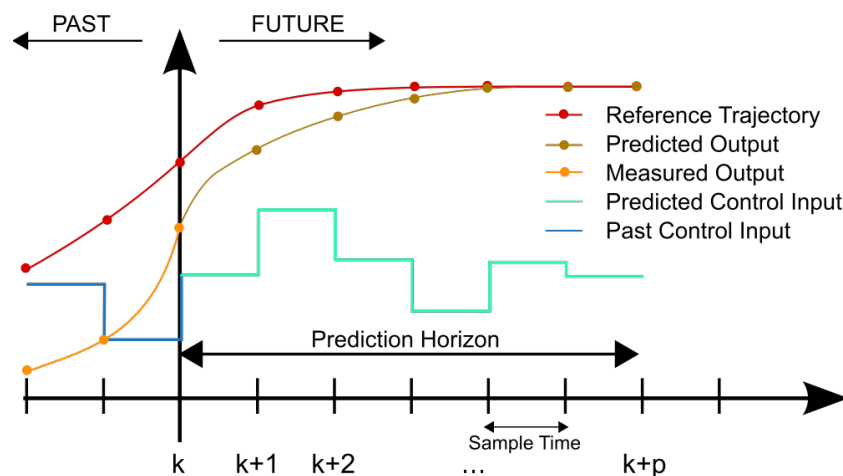 PAST
FUTURE
Reference Trajectory
Predicted Output
Measured Output
Predicted Control Input
Past Control Input
Prediction Horizon
Sample Time
k
k+1
k+2
...
k+p